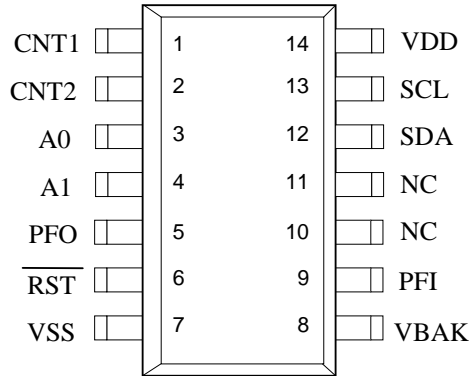 CNT1 1 14 VDD
CNT2 2 13 SCL
A0 3 12 SDA
A1 4 11 NC
PFO 5 10 NC
RST 6 9 PFI
VSS 7 8 VBAK